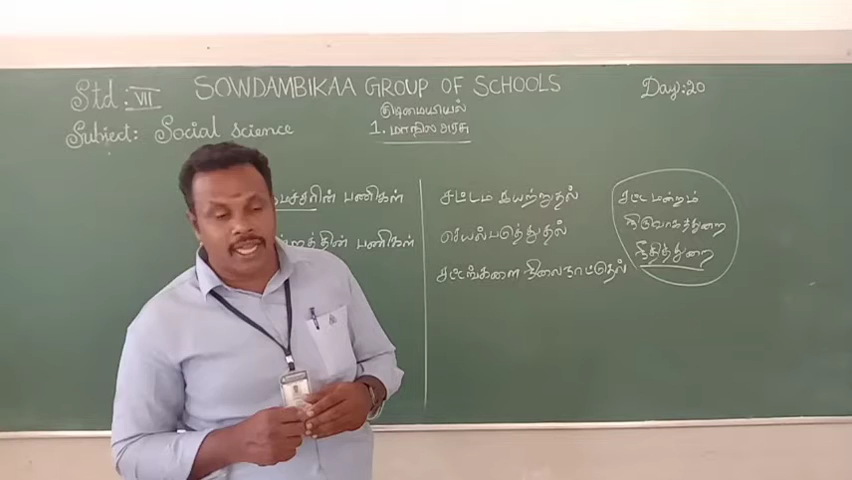 Std : VII
SOWDAMBIKAA GROUP OF SCHOOLS
Day: 20
Subject: Social science
குடிமையியல்
1. மாநில அரசு
பணிகள்
பணிகள்
சட்டம் இயற்றுதல்
செயல்படுத்துதல்
சட்டங்களை நிலைநாட்டுதல்
சட்டமன்றம்
நிருவாகத்துறை
நீதித்துறை